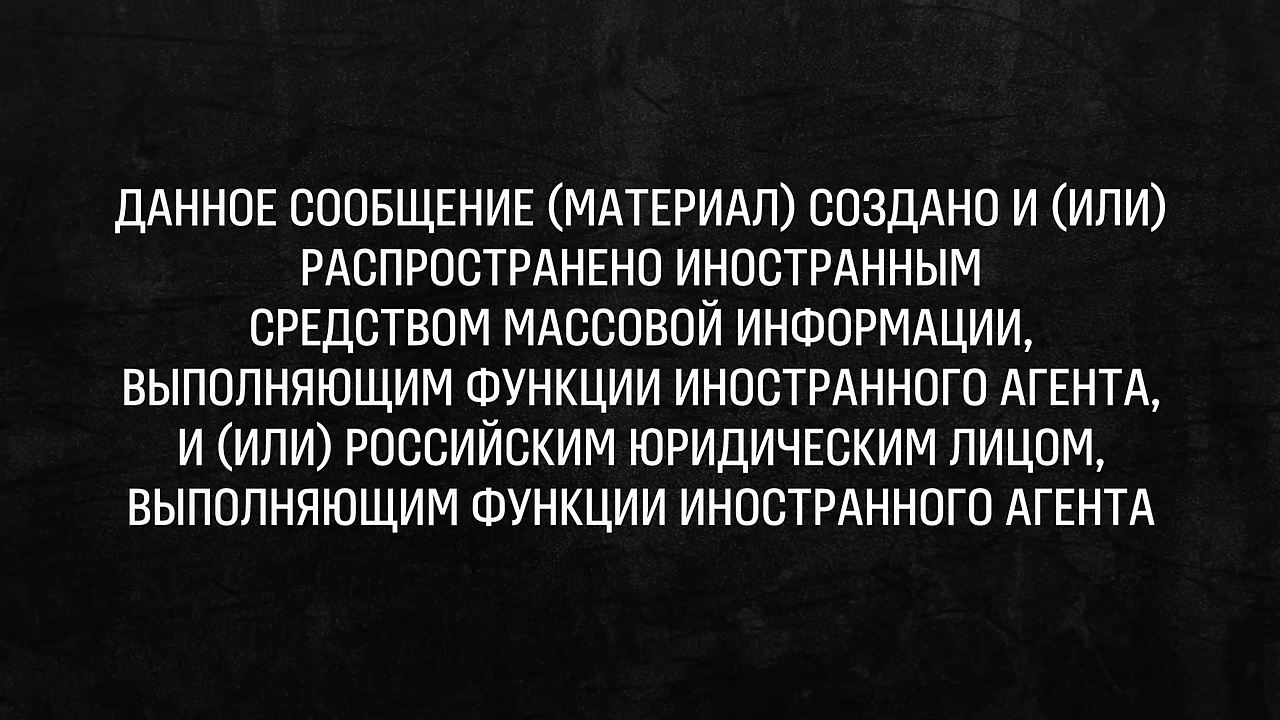 ДАННОЕ СООБЩЕНИЕ (МАТЕРИАЛ) СОЗДАНО И (ИЛИ)
РАСПРОСТРАНЕНО ИНОСТРАННЫМ
СРЕДСТВОМ МАССОВОЙ ИНФОРМАЦИИ,
ВЫПОЛНЯЮЩИМ ФУНКЦИИ ИНОСТРАННОГО АГЕНТА,
И (ИЛИ) РОССИЙСКИМ ЮРИДИЧЕСКИМ ЛИЦОМ,
ВЫПОЛНЯЮЩИМ ФУНКЦИИ ИНОСТРАННОГО АГЕНТА